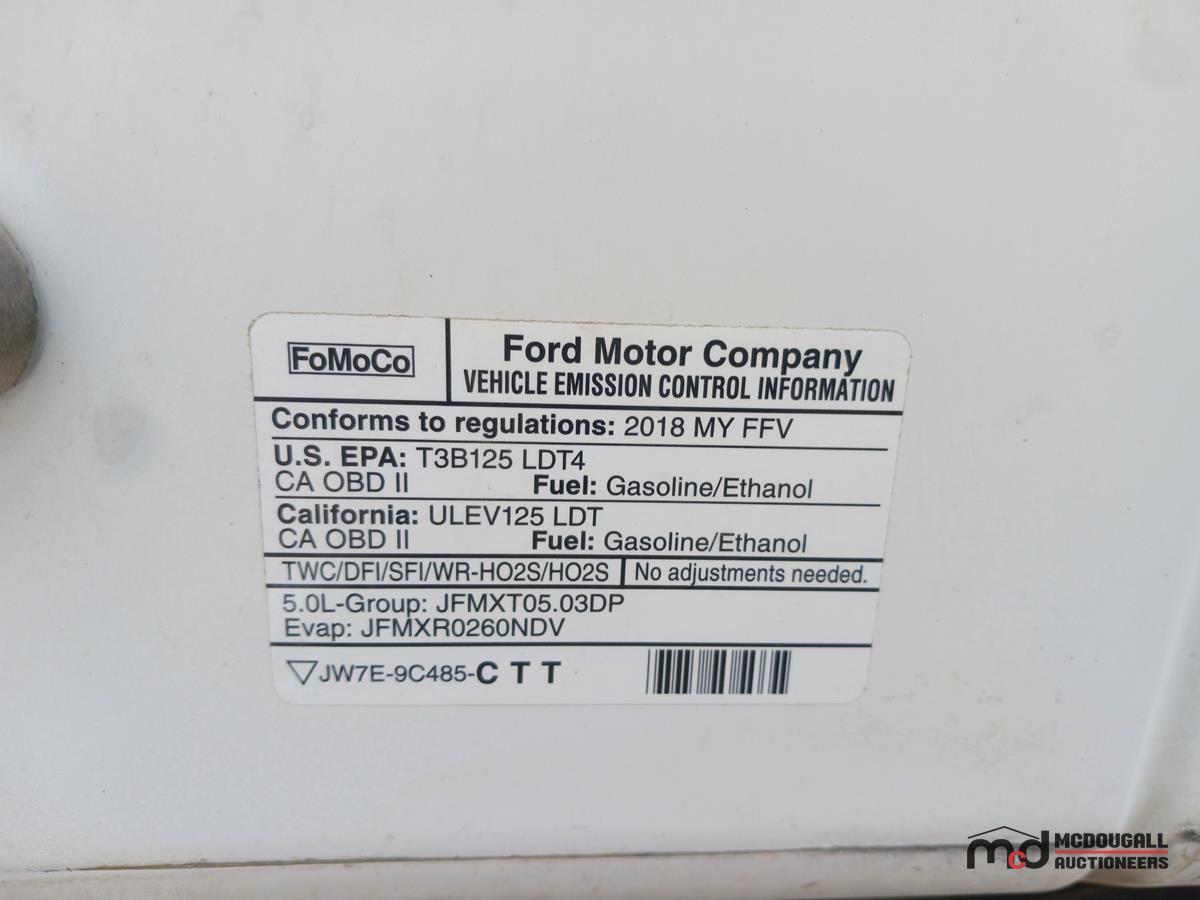 FoMoCo
Ford Motor Company
VEHICLE EMISSION CONTROL INFORMATION
Conforms to regulations: 2018 MY FFV
U.S. EPA: T3B125 LDT4
CA OBD II Fuel: Gasoline/Ethanol
California: ULEV125 LDT
CA OBD II Fuel: Gasoline/Ethanol
TWC/DFI/SFI/WR-HO2S/HO2S No adjustments needed.
5.0L-Group: JFMXT05.03DP
Evap: JFMXR0260NDV
JW7E-9C485-CTT
mcd MCDOUGALL
AUCTIONEERS